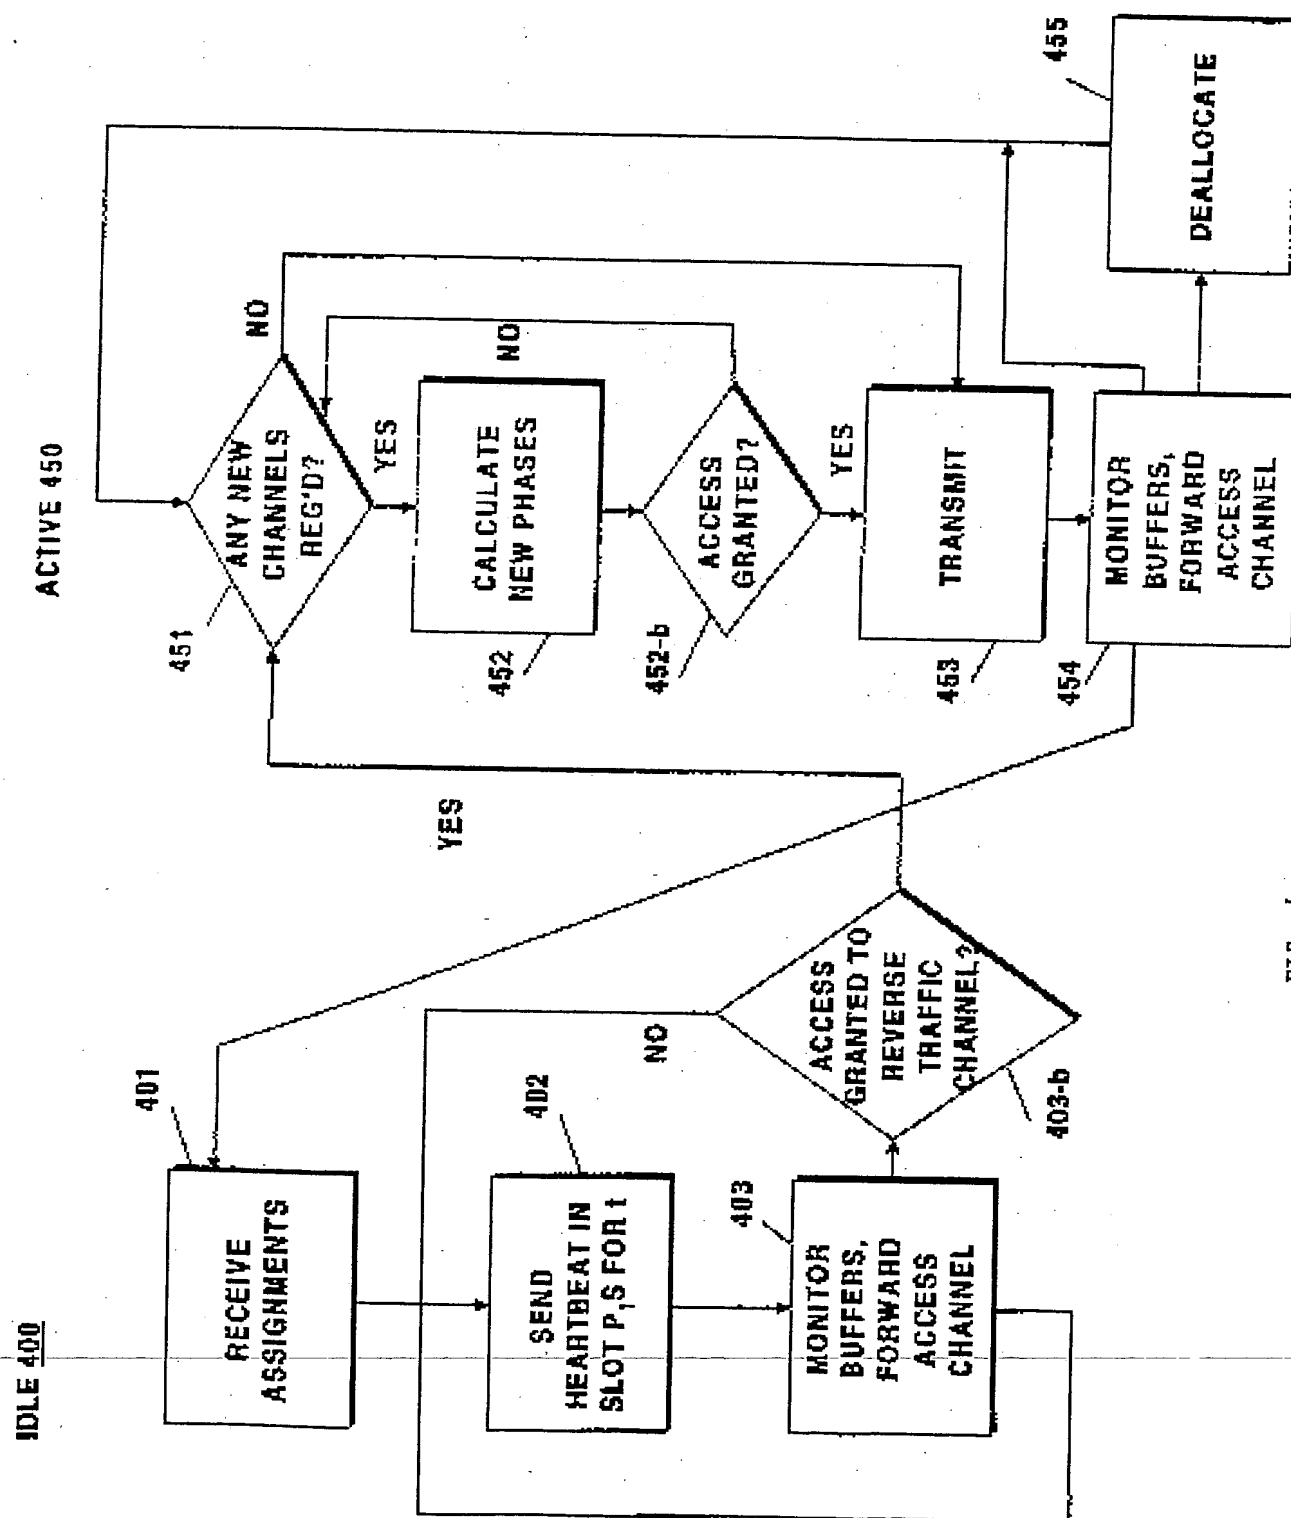 IDLE 400
401
RECEIVE
ASSIGNMENTS
402
SEND
HEARTBEAT IN
SLOT P,S FOR t
403
MONITOR
BUFFERS,
FORWARD
ACCESS
CHANNEL
NO
ACCESS
GRANTED TO
REVERSE
TRAFFIC
CHANNEL?
403-b
YES
ACTIVE 450
451
ANY NEW
CHANNELS
REG'D?
NO
YES
452
CALCULATE
NEW PHASES
NO
452-b
ACCESS
GRANTED?
YES
453
TRANSMIT
454
MONITOR
BUFFERS,
FORWARD
ACCESS
CHANNEL
455
DEALLOCATE